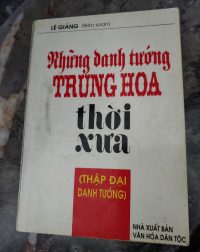 LÊ GIẢNG (Biên soạn)
Những danh tướng
TRUNG HOA
thời
xưa
(THẬP ĐẠI
DANH TƯỚNG)
NHÀ XUẤT BẢN
VĂN HÓA DÂN TỘC